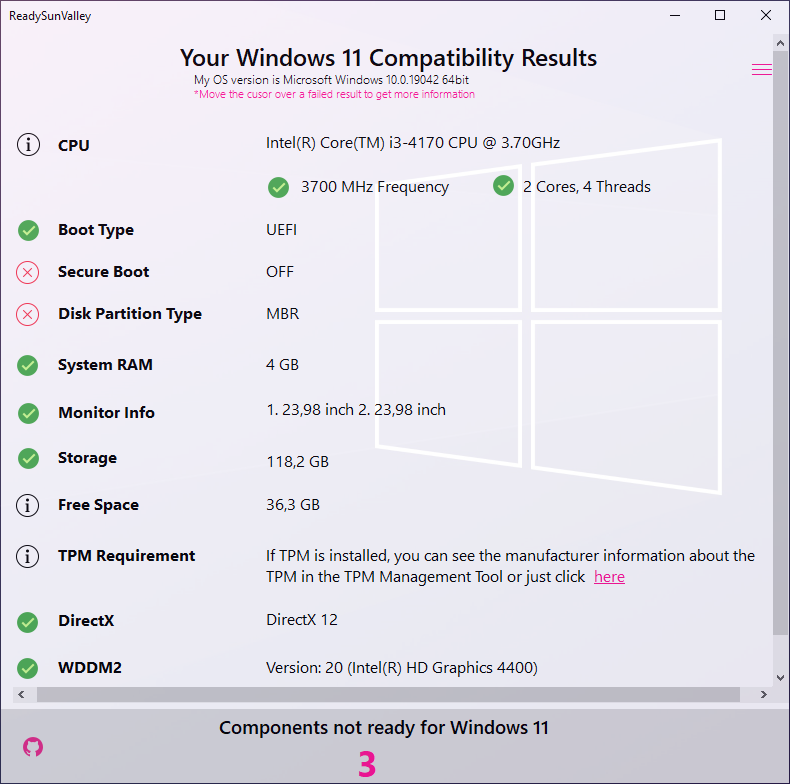 ReadySunValley
Your Windows 11 Compatibility Results
My OS version is Microsoft Windows 10.0.19042 64bit
*Move the cusor over a failed result to get more information
CPU Intel(R) Core(TM) i3-4170 CPU @ 3.70GHz
3700 MHz Frequency 2 Cores, 4 Threads
Boot Type UEFI
Secure Boot OFF
Disk Partition Type MBR
System RAM 4 GB
Monitor Info 1. 23,98 inch 2. 23,98 inch
Storage 118,2 GB
Free Space 36,3 GB
TPM Requirement If TPM is installed, you can see the manufacturer information about the
TPM in the TPM Management Tool or just click here
DirectX DirectX 12
WDDM2 Version: 20 (Intel(R) HD Graphics 4400)
Components not ready for Windows 11
3